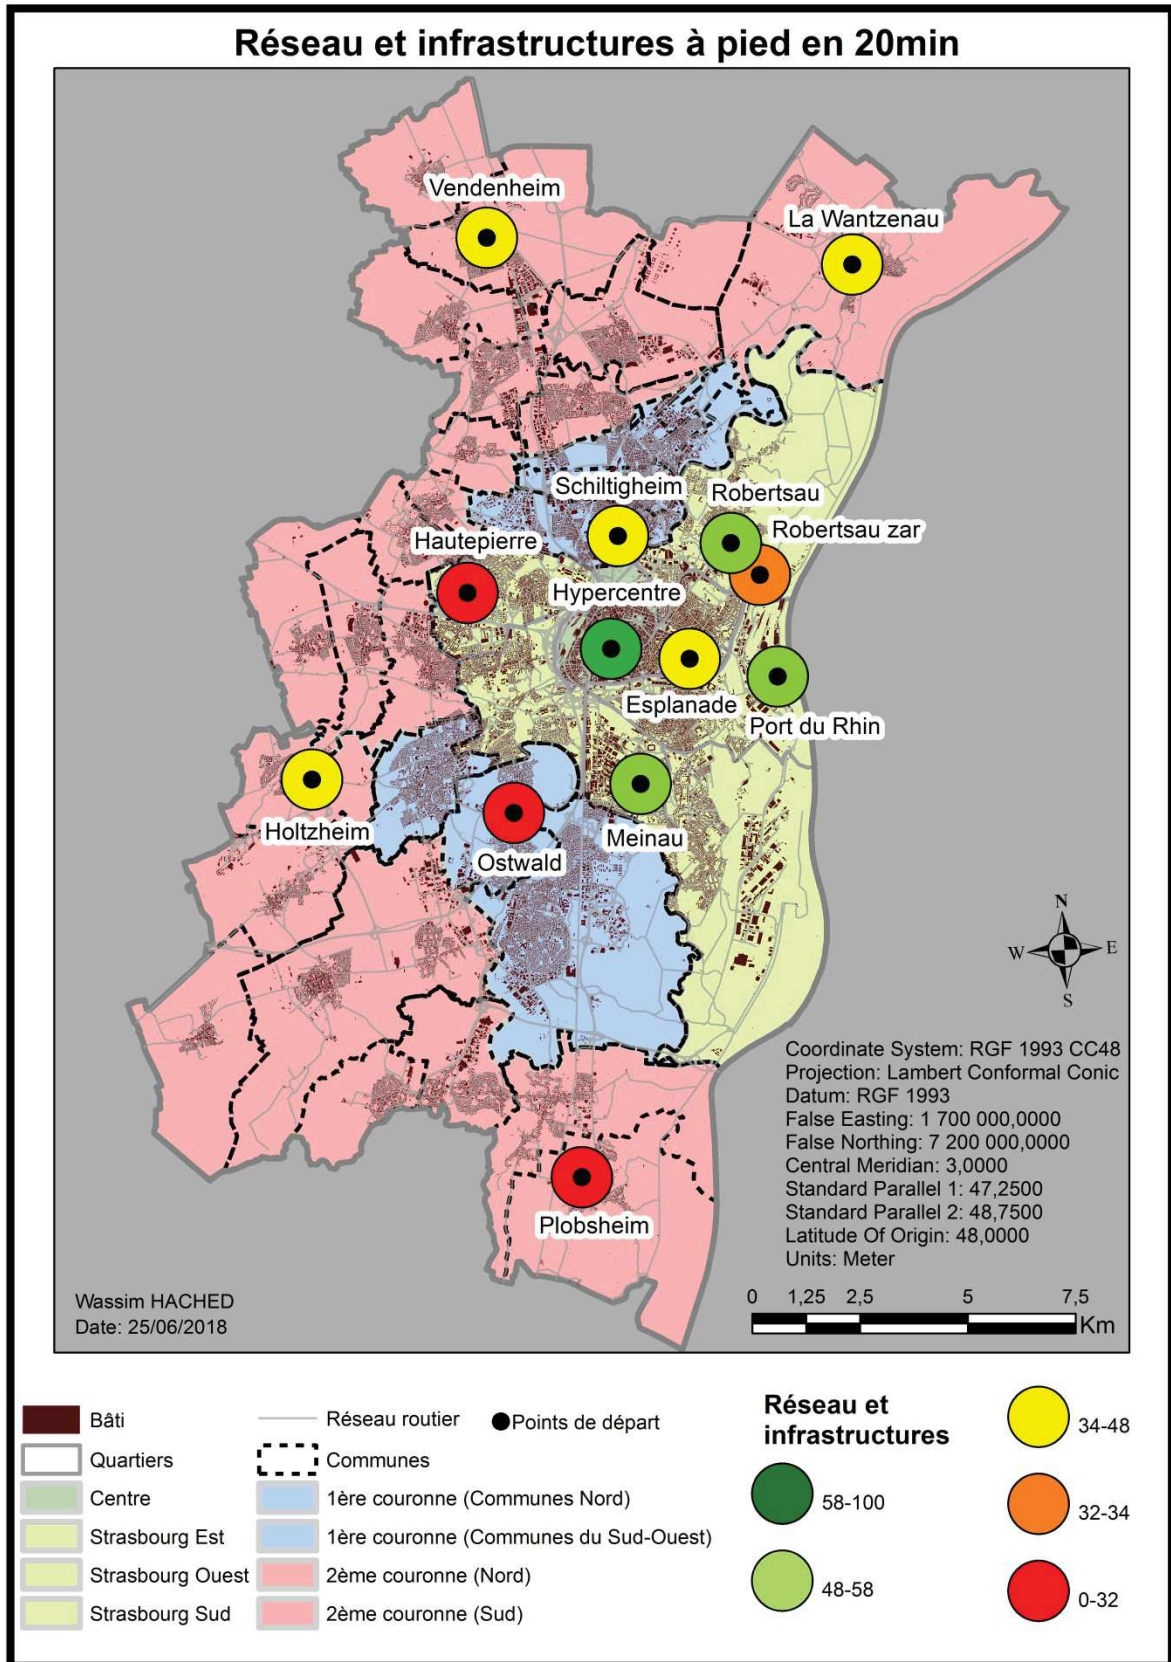 Réseau et infrastructures à pied en 20min
Vendenheim
La Wantzenau
Schiltigheim
Robertsau
Robertsau zar
Hautepierre
Hypercentre
Esplanade
Port du Rhin
Holtzheim
Ostwald
Meinau
Plobsheim
N
W
E
S
Coordinate System: RGF 1993 CC48
Projection: Lambert Conformal Conic
Datum: RGF 1993
False Easting: 1 700 000,0000
False Northing: 7 200 000,0000
Central Meridian: 3,0000
Standard Parallel 1: 47,2500
Standard Parallel 2: 48,7500
Latitude Of Origin: 48,0000
Units: Meter
0 1,25 2,5 5 7,5
Km
Wassim HACHED
Date: 25/06/2018
Bâti
Quartiers
Centre
Strasbourg Est
Strasbourg Ouest
Strasbourg Sud
Réseau routier
Points de départ
Communes
1ère couronne (Communes Nord)
1ère couronne (Communes du Sud-Ouest)
2ème couronne (Nord)
2ème couronne (Sud)
Réseau et
infrastructures
58-100
48-58
34-48
32-34
0-32